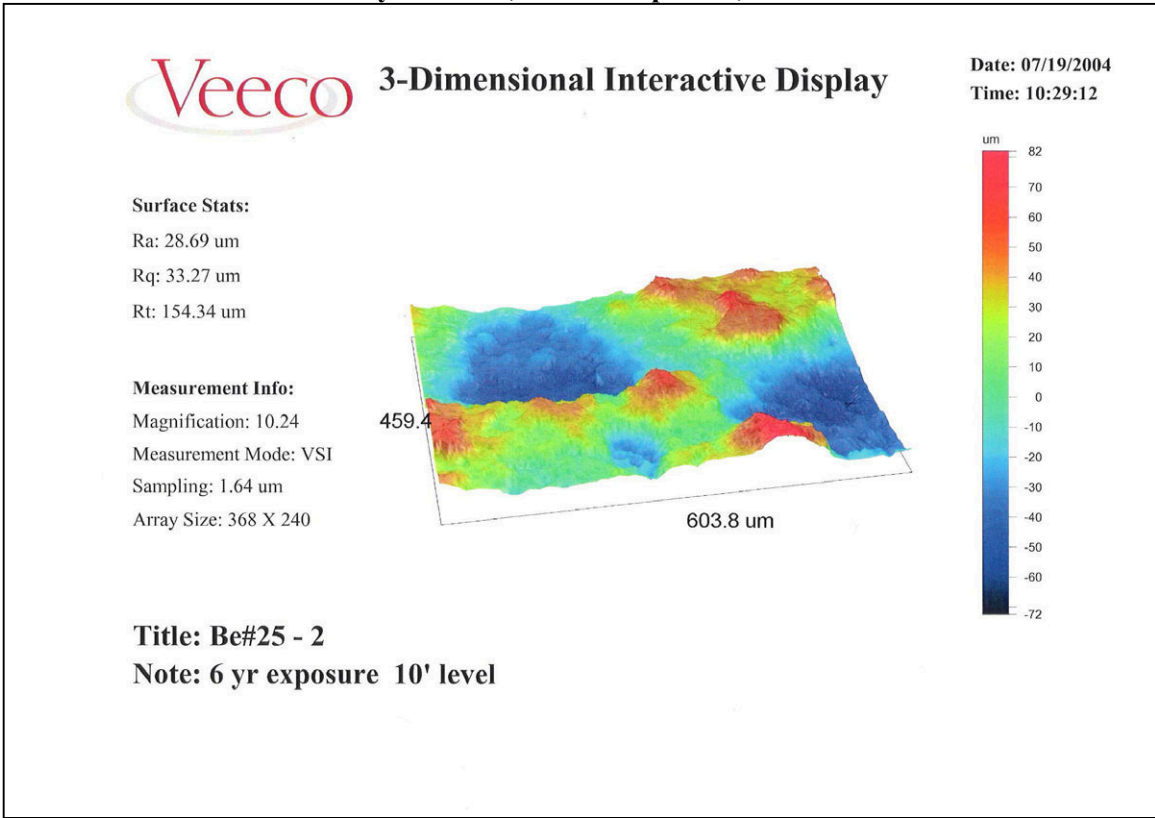 Veeco
3-Dimensional Interactive Display
Date: 07/19/2004
Time: 10:29:12
Surface Stats:
Ra: 28.69 um
Rq: 33.27 um
Rt: 154.34 um
Measurement Info:
Magnification: 10.24
Measurement Mode: VSI
Sampling: 1.64 um
Array Size: 368 X 240
459.4
603.8 um
um
82
70
60
50
40
30
20
10
0
-10
-20
-30
-40
-50
-60
-72
Title: Be#25 - 2
Note: 6 yr exposure 10' level